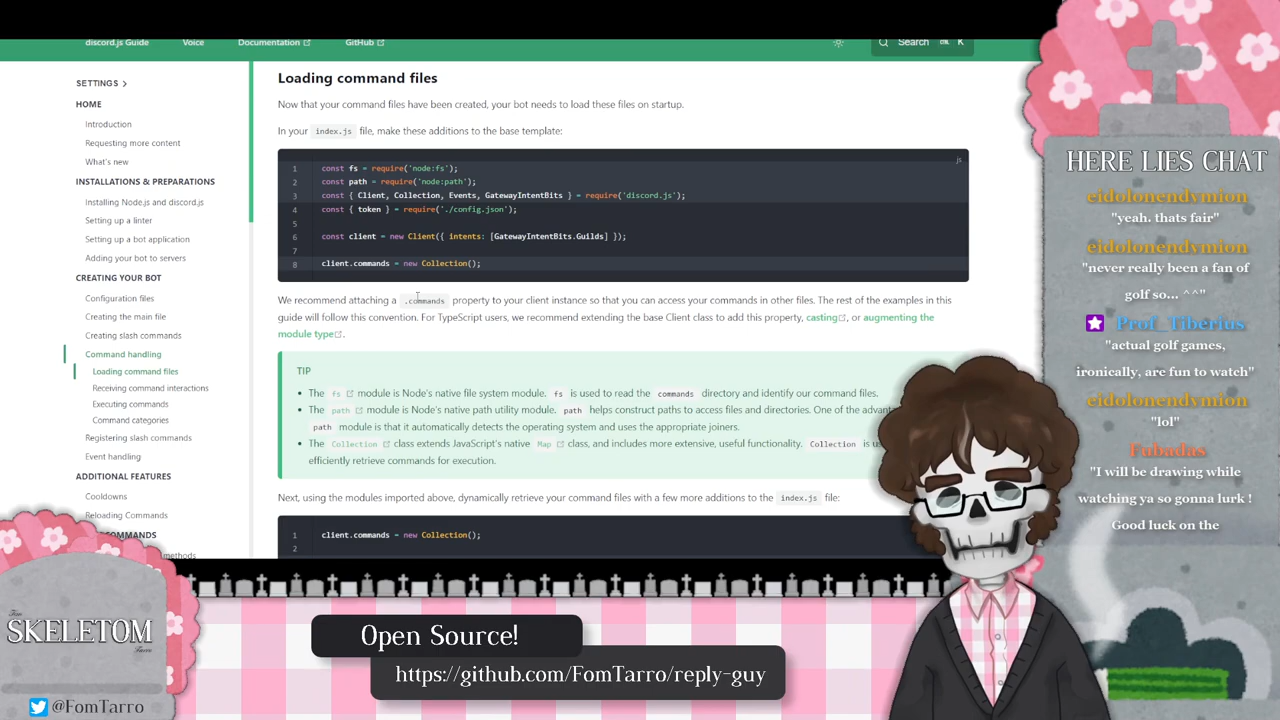 discord.js Guide
Voice
Documentation
GitHub
Search
K
SETTINGS
HOME
Introduction
Requesting more content
What's new
INSTALLATIONS & PREPARATIONS
Installing Node.js and discord.js
Setting up a linter
Setting up a bot application
Adding your bot to servers
CREATING YOUR BOT
Configuration files
Creating the main file
Creating slash commands
Command handling
Loading command files
Receiving command interactions
Executing commands
Command categories
Registering slash commands
Event handling
ADDITIONAL FEATURES
Cooldowns
Reloading Commands
Loading command files
Now that your command files have been created, your bot needs to load these files on startup.
In your index.js file, make these additions to the base template:
js
1 const fs = require('node:fs');
2 const path = require('node:path');
3 const { Client, Collection, Events, GatewayIntentBits } = require('discord.js');
4 const { token } = require('./config.json');
5
6 const client = new Client({ intents: [GatewayIntentBits.Guilds] });
7
8 client.commands = new Collection();
We recommend attaching a .commands property to your client instance so that you can access your commands in other files. The rest of the examples in this
guide will follow this convention. For TypeScript users, we recommend extending the base Client class to add this property, casting, or augmenting the
module type.
TIP
• The fs module is Node's native file system module. fs is used to read the commands directory and identify our command files.
• The path module is Node's native path utility module. path helps construct paths to access files and directories. One of the
path module is that it automatically detects the operating system and uses the appropriate joiners.
• The Collection class extends JavaScript's native Map class, and includes more extensive, useful functionality. Collection is
efficiently retrieve commands for execution.
Next, using the modules imported above, dynamically retrieve your command files with a few more additions to the index.js file:
1 client.commands = new Collection();
2
HERE LIES CHAT
eidolonendymion
"yeah. thats fair"
eidolonendymion
"never really been a fan of
golf so... ^^"
Prof_Tiberius
"actual golf games,
ironically, are fun to watch"
eidolonendymion
"lol"
Fubadas
"I will be drawing while
watching ya so gonna lurk !
Good luck on the
Tom
SKELETOM
Tarro
@FomTarro
Open Source!
https://github.com/FomTarro/reply-guy